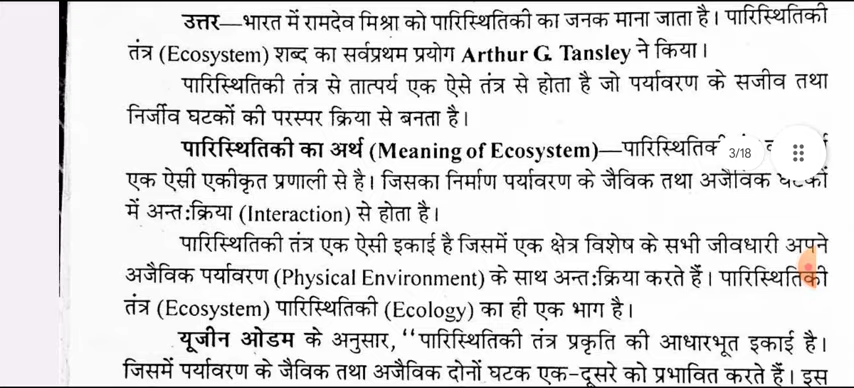 उत्तर—भारत में रामदेव मिश्रा को पारिस्थितिकी का जनक माना जाता है। पारिस्थितिकी
तंत्र (Ecosystem) शब्द का सर्वप्रथम प्रयोग Arthur G. Tansley ने किया।
पारिस्थितिकी तंत्र से तात्पर्य एक ऐसे तंत्र से होता है जो पर्यावरण के सजीव तथा
निर्जीव घटकों की परस्पर क्रिया से बनता है।
पारिस्थितिकी का अर्थ (Meaning of Ecosystem)—पारिस्थितिकी 3/18
एक ऐसी एकीकृत प्रणाली से है। जिसका निर्माण पर्यावरण के जैविक तथा अजैविक घटकों
में अन्त:क्रिया (Interaction) से होता है।
पारिस्थितिकी तंत्र एक ऐसी इकाई है जिसमें एक क्षेत्र विशेष के सभी जीवधारी अपने
अजैविक पर्यावरण (Physical Environment) के साथ अन्त:क्रिया करते हैं। पारिस्थितिकी
तंत्र (Ecosystem) पारिस्थितिकी (Ecology) का ही एक भाग है।
यूजीन ओडम के अनुसार, ‘‘पारिस्थितिकी तंत्र प्रकृति की आधारभूत इकाई है।
जिसमें पर्यावरण के जैविक तथा अजैविक दोनों घटक एक-दूसरे को प्रभावित करते हैं। इस